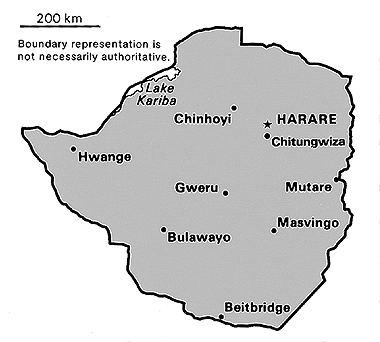 200 km
Boundary representation is
not necessarily authoritative.
Lake
Kariba
Chinhoyi
HARARE
Chitungwiza
Hwange
Gweru
Mutare
Bulawayo
Masvingo
Beitbridge